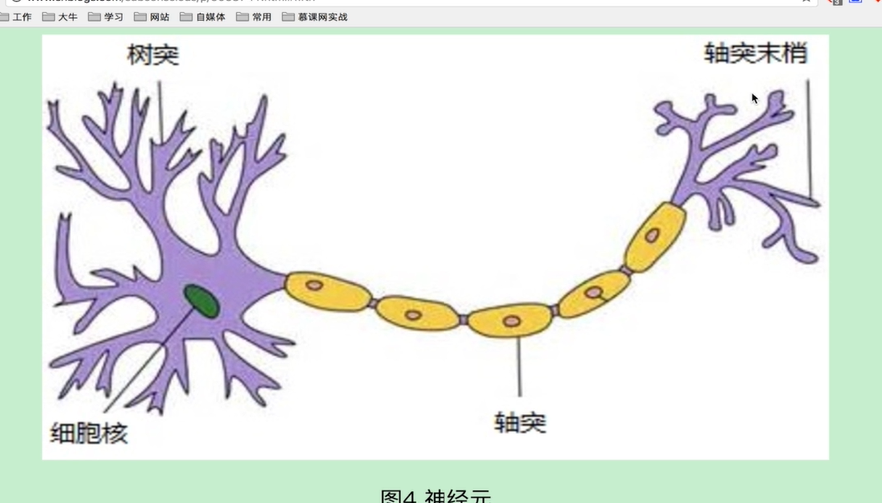 工作 大牛 学习 网站 自媒体 常用 慕课网实战
树突 轴突末梢
细胞核 轴突
图4 神经元